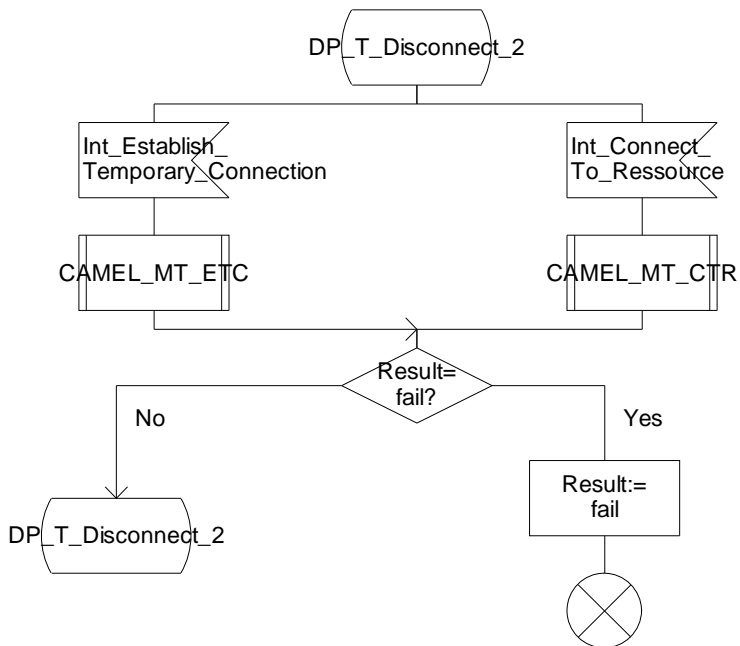 DP_T_Disconnect_2
Int_Establish_
Temporary_Connection
Int_Connect_
To_Ressource
CAMEL_MT_ETC
CAMEL_MT_CTR
Result=
fail?
No
Yes
Result:=
fail
DP_T_Disconnect_2